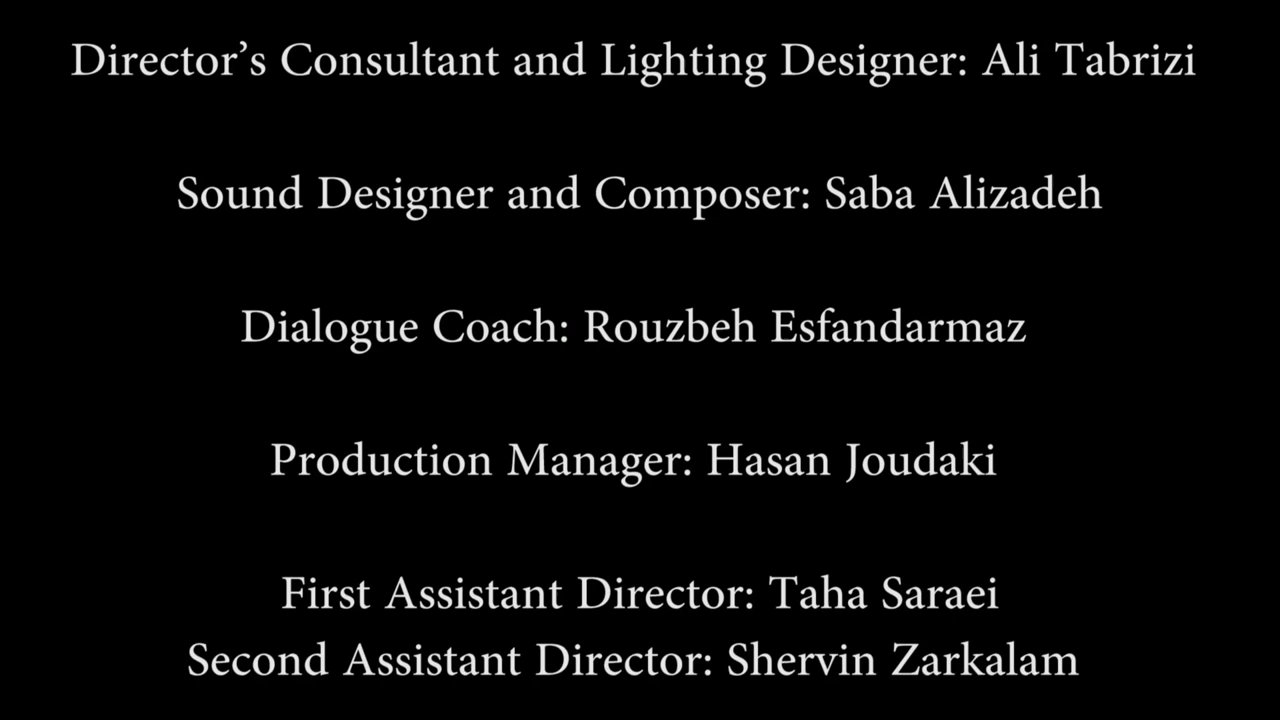 Director’s Consultant and Lighting Designer: Ali Tabrizi
Sound Designer and Composer: Saba Alizadeh
Dialogue Coach: Rouzbeh Esfandarmaz
Production Manager: Hasan Joudaki
First Assistant Director: Taha Saraei
Second Assistant Director: Shervin Zarkalam